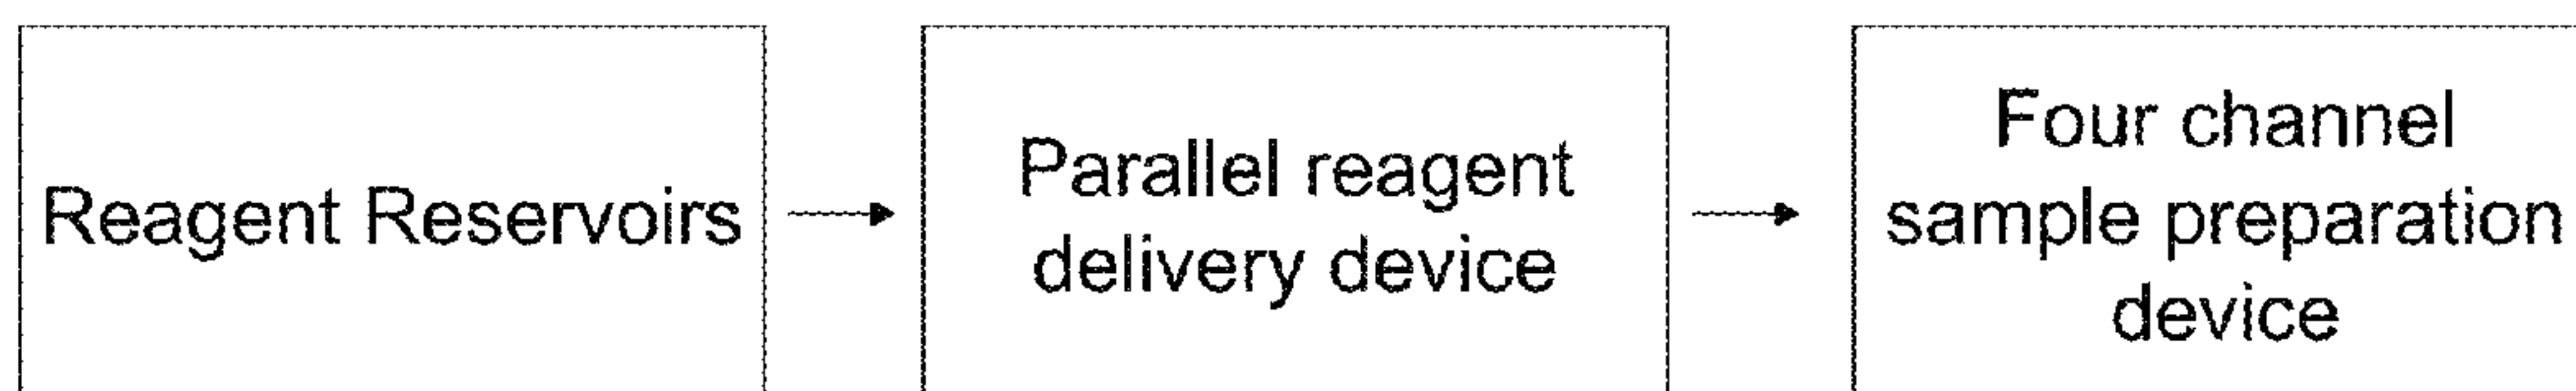 Reagent Reservoirs
Parallel reagent
delivery device
Four channel
sample preparation
device